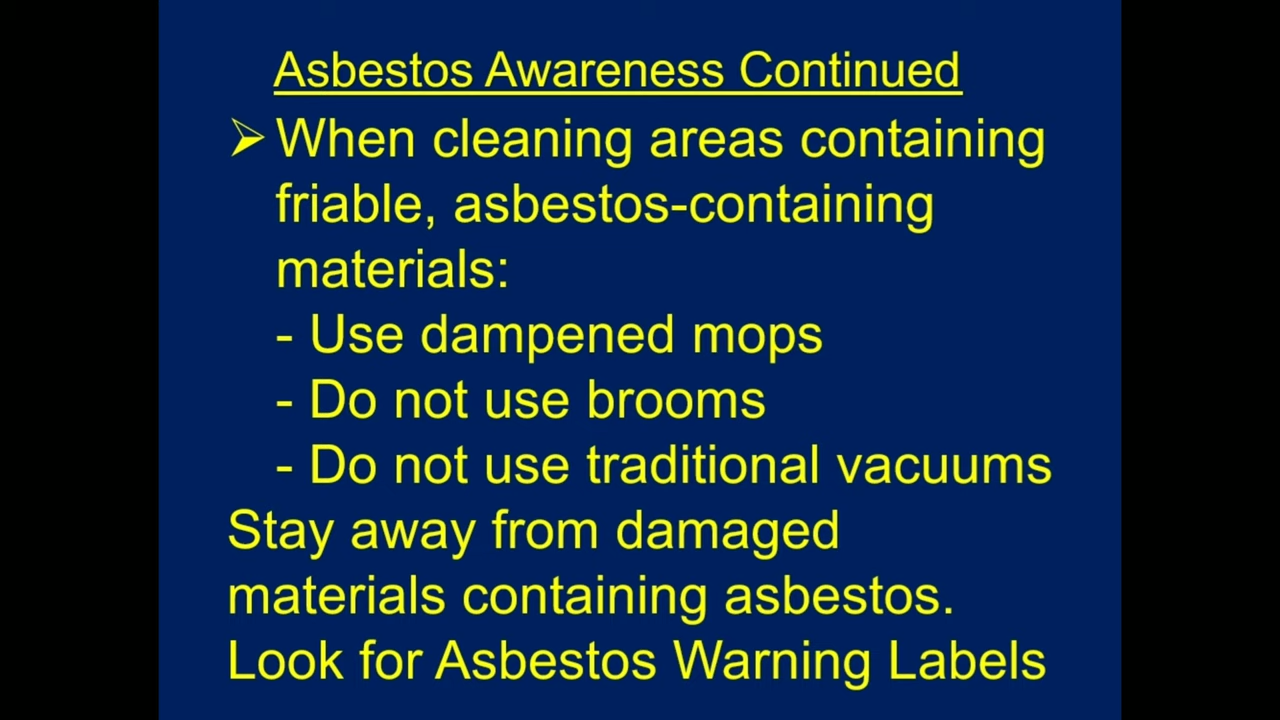 Asbestos Awareness Continued
➢ When cleaning areas containing
friable, asbestos-containing
materials:
- Use dampened mops
- Do not use brooms
- Do not use traditional vacuums
Stay away from damaged
materials containing asbestos.
Look for Asbestos Warning Labels